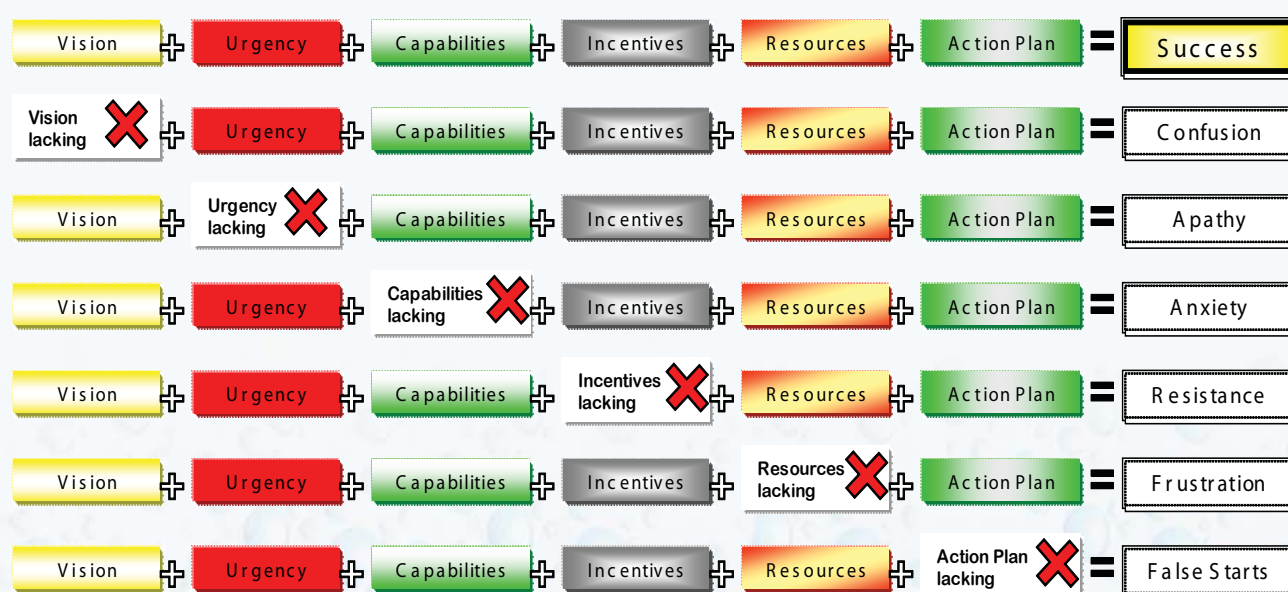 Vision + Urgency + Capabilities + Incentives + Resources + Action Plan = Success
Vision lacking + Urgency + Capabilities + Incentives + Resources + Action Plan = Confusion
Vision + Urgency lacking + Capabilities + Incentives + Resources + Action Plan = Apathy
Vision + Urgency + Capabilities lacking + Incentives + Resources + Action Plan = Anxiety
Vision + Urgency + Capabilities + Incentives lacking + Resources + Action Plan = Resistance
Vision + Urgency + Capabilities + Incentives + Resources lacking + Action Plan = Frustration
Vision + Urgency + Capabilities + Incentives + Resources + Action Plan lacking = False Starts